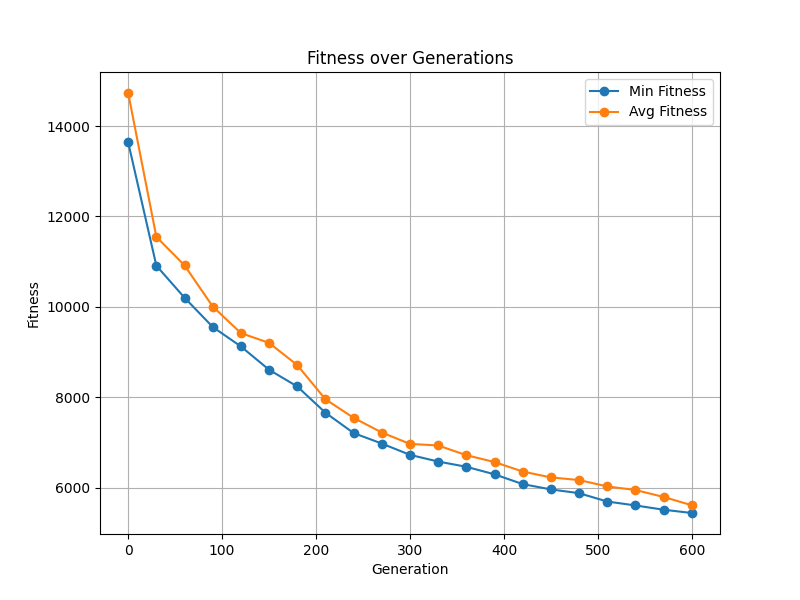 Fitness over Generations
Min Fitness
Avg Fitness
14000
12000
10000
8000
6000
Fitness
0 100 200 300 400 500 600
Generation